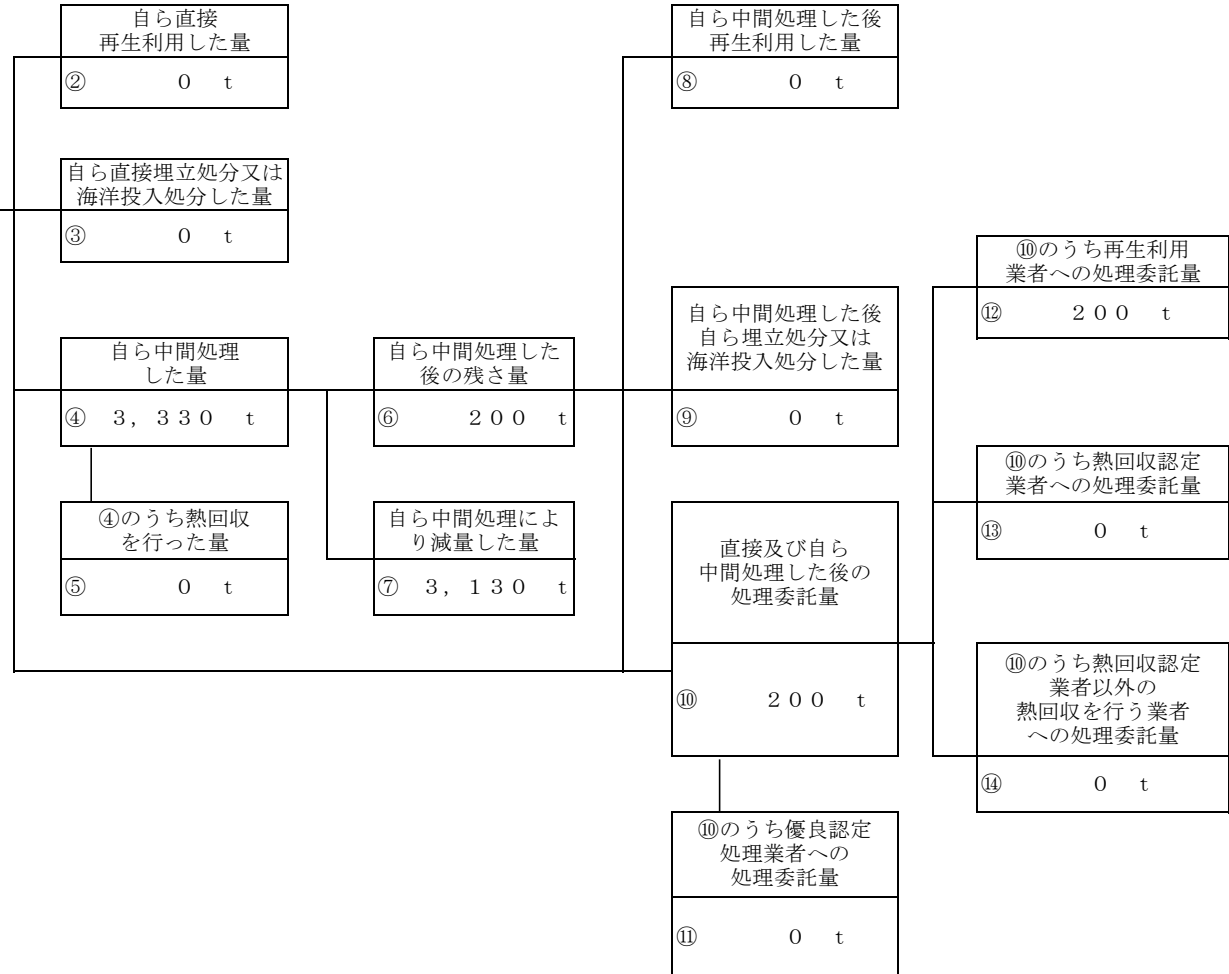 自ら直接
再生利用した量
② 0 t
自ら直接埋立処分又は
海洋投入処分した量
③ 0 t
自ら中間処理
した量
④ 3,330 t
④のうち熱回収
を行った量
⑤ 0 t
自ら中間処理した
後の残さ量
⑥ 200 t
自ら中間処理によ
り減量した量
⑦ 3,130 t
自ら中間処理した後
再生利用した量
⑧ 0 t
自ら中間処理した後
自ら埋立処分又は
海洋投入処分した量
⑨ 0 t
直接及び自ら
中間処理した後の
処理委託量
⑩ 200 t
⑩のうち優良認定
処理業者への
処理委託量
⑪ 0 t
⑩のうち再生利用
業者への処理委託量
⑫ 200 t
⑩のうち熱回収認定
業者への処理委託量
⑬ 0 t
⑩のうち熱回収認定
業者以外の
熱回収を行う業者
への処理委託量
⑭ 0 t